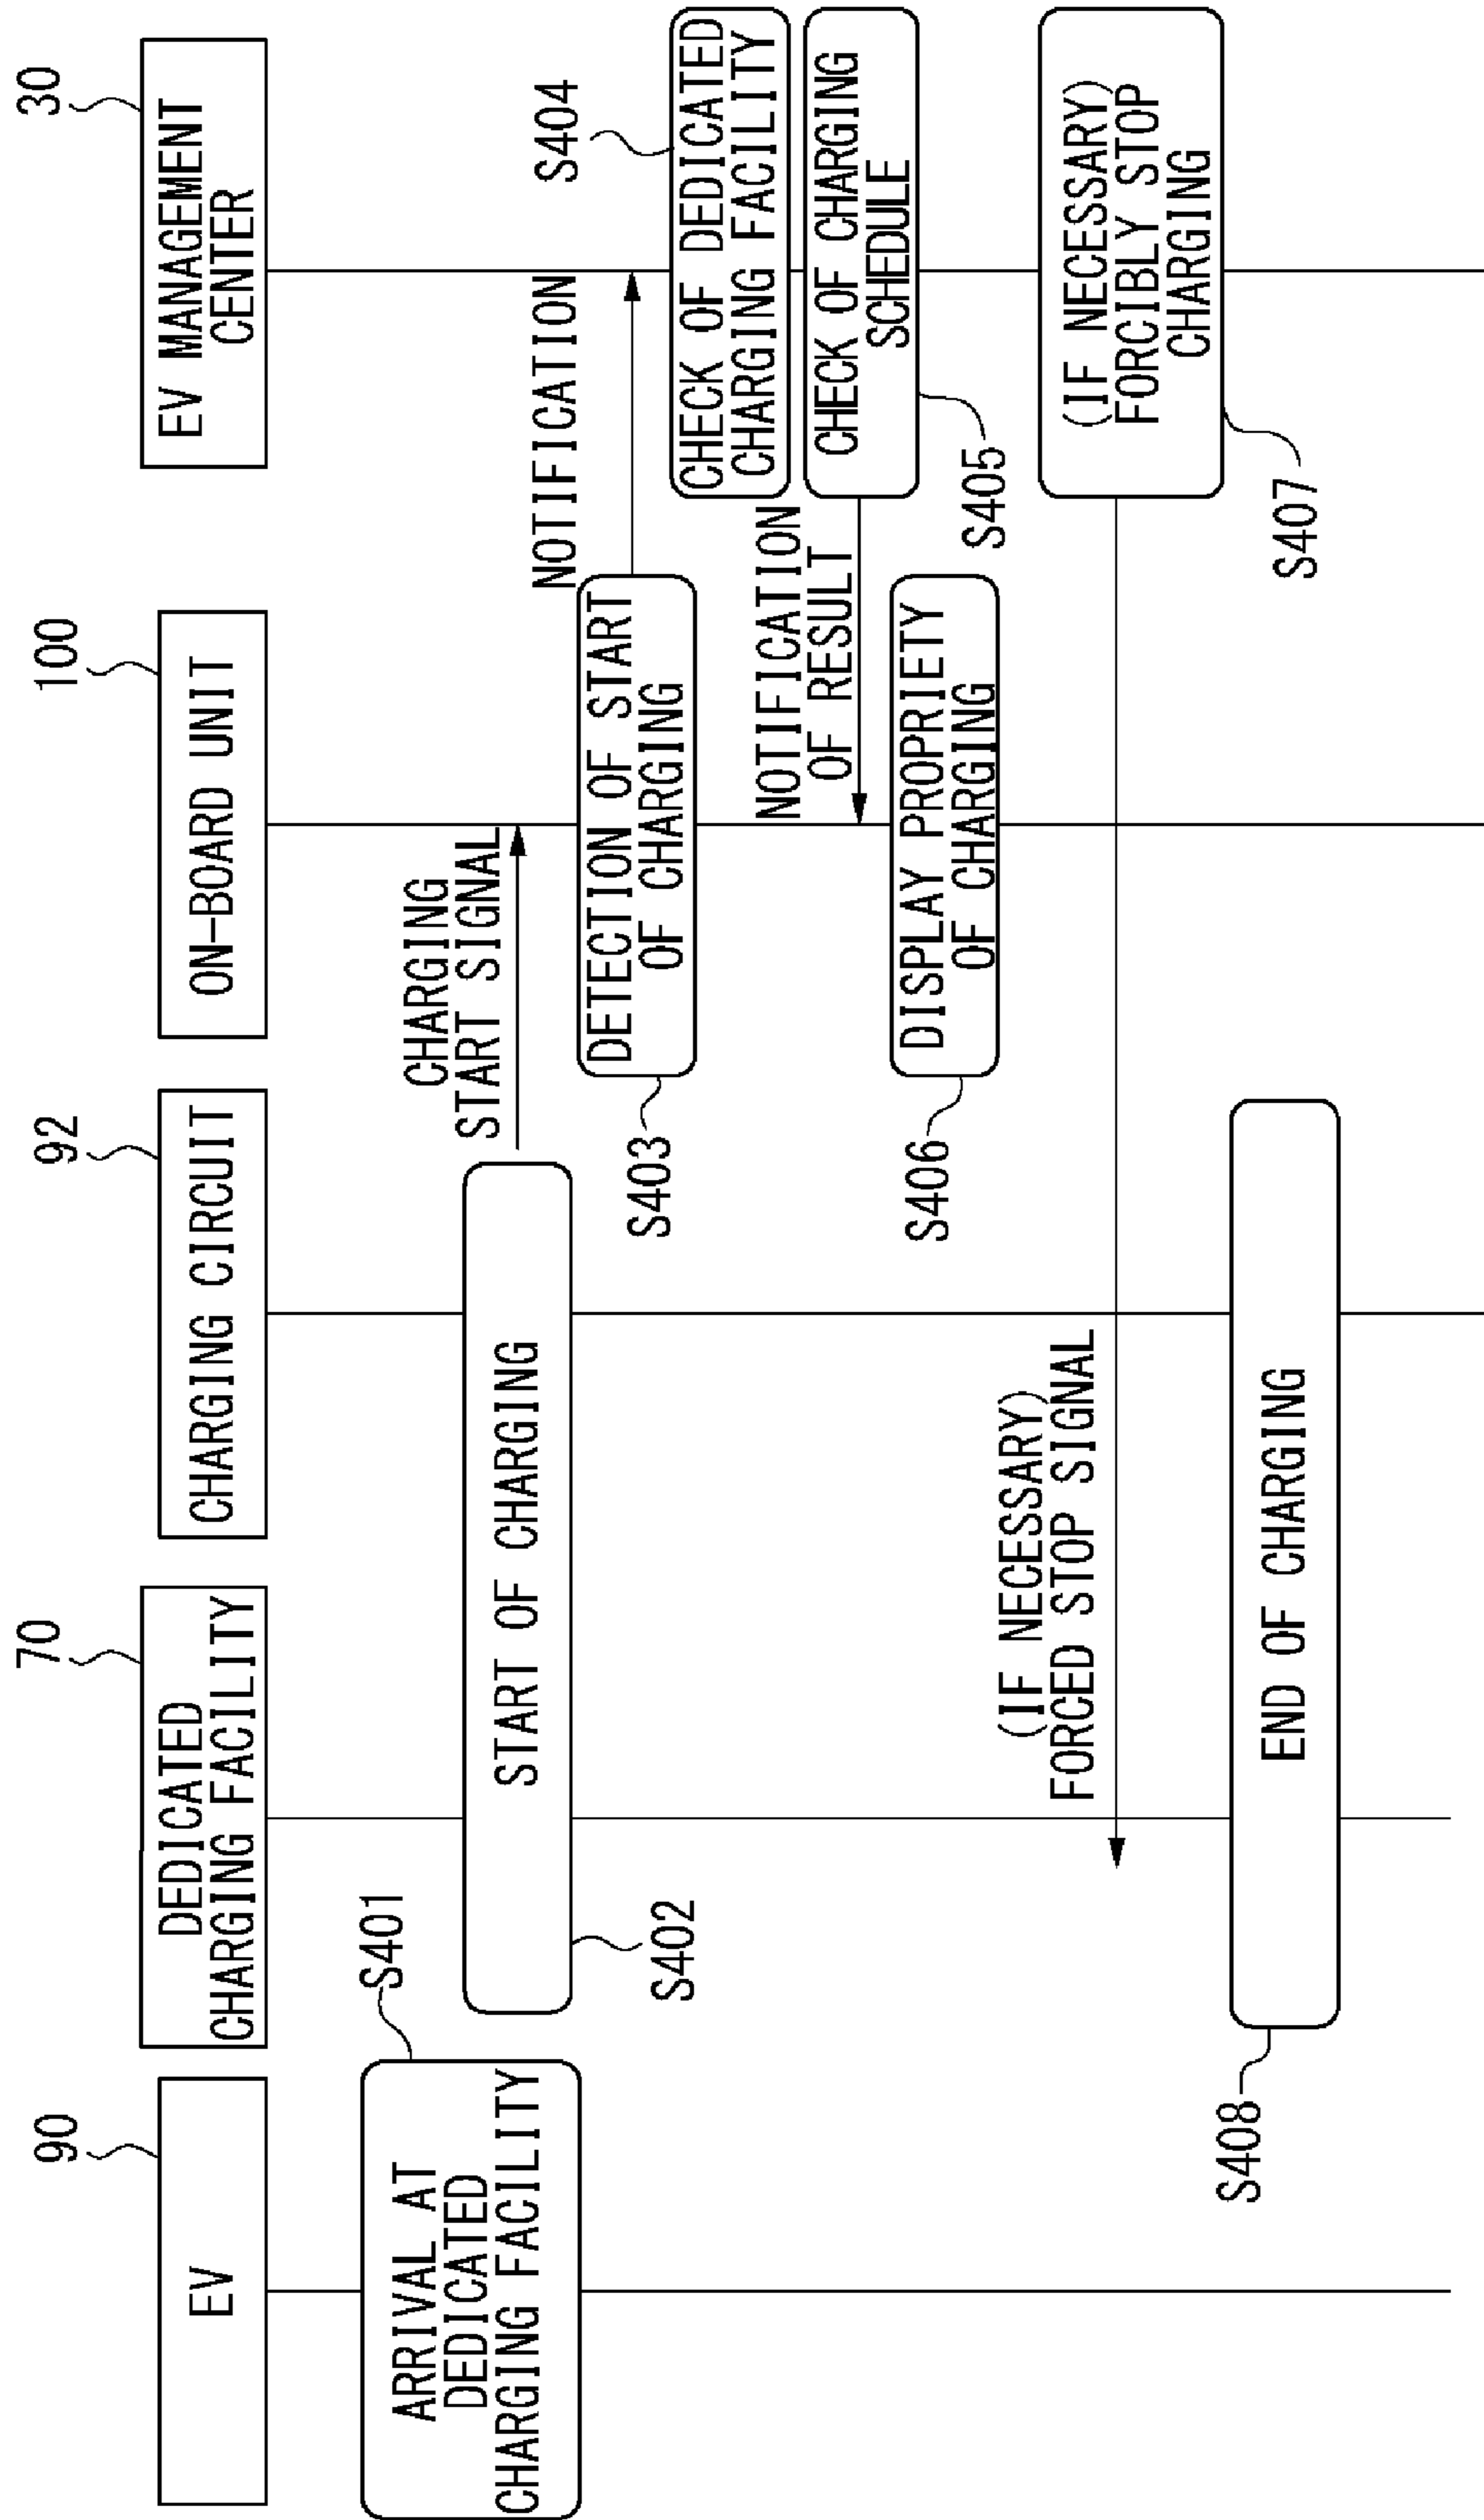 90
EV
70
DEDICATED
CHARGING FACILITY
92
CHARGING CIRCUIT
100
ON-BOARD UNIT
30
EV MANAGEMENT
CENTER
ARRIVAL AT
DEDICATED
CHARGING FACILITY
S401
START OF CHARGING
S402
CHARGING
START SIGNAL
DETECTION OF START
OF CHARGING
S403
NOTIFICATION
CHECK OF DEDICATED
CHARGING FACILITY
S404
CHECK OF CHARGING
SCHEDULE
S405
NOTIFICATION
OF RESULT
DISPLAY PROPRIETY
OF CHARGING
S406
(IF NECESSARY)
FORCIBLY STOP
CHARGING
S407
(IF NECESSARY)
FORCED STOP SIGNAL
END OF CHARGING
S408